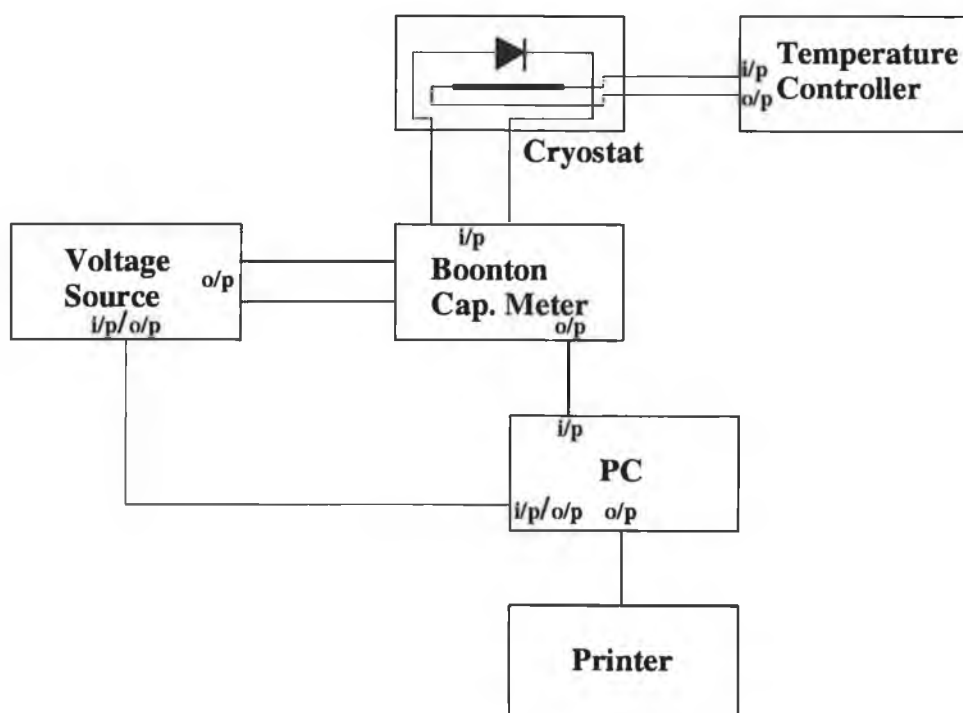 Temperature
i/p
Controller
o/p
Cryostat
i/p
Voltage
Boonton
o/p
Source
Cap. Meter
i/p/o/p
o/p
i/p
PC
i/p/o/p o/p
Printer